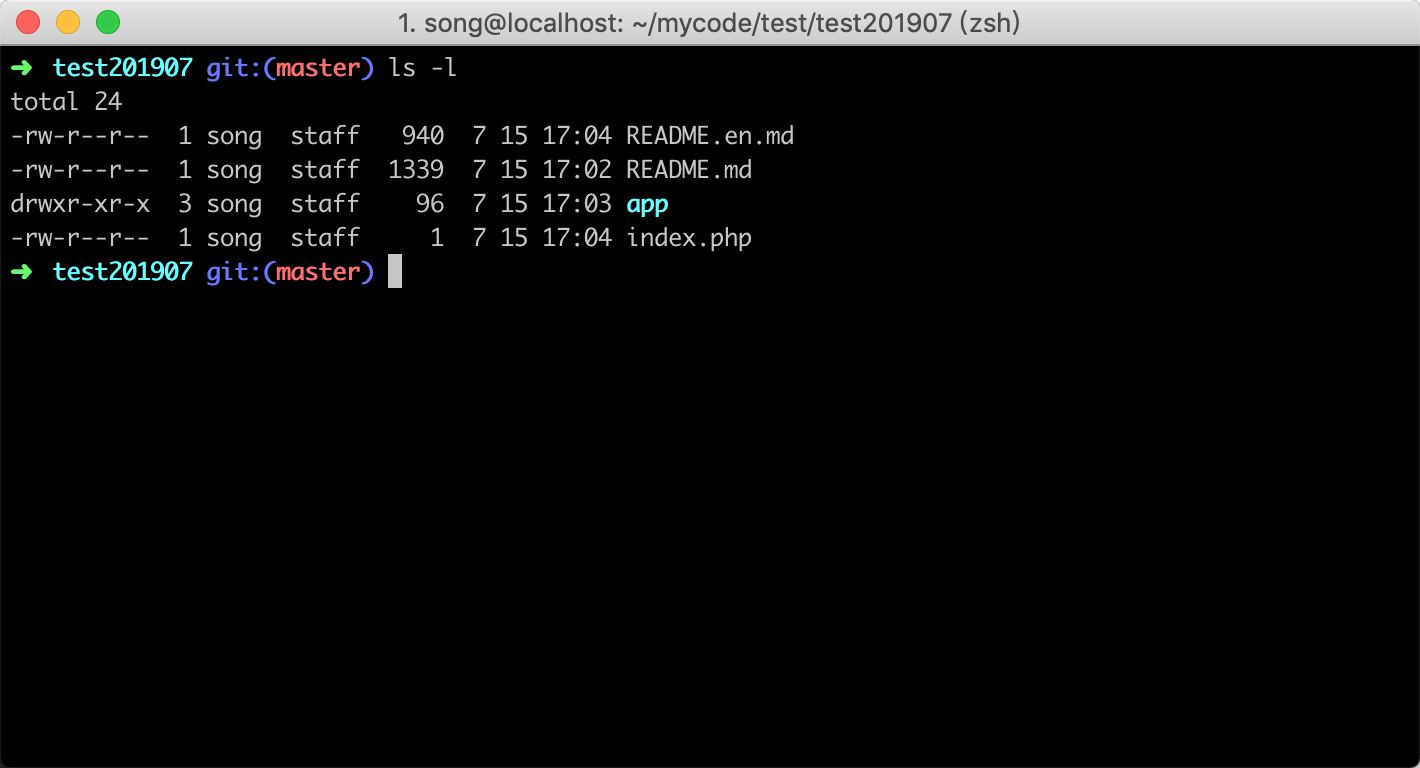 1. song@localhost: ~/mycode/test/test201907 (zsh)
➜  test201907 git:(master) ls -l
total 24
-rw-r--r--  1 song  staff   940  7 15 17:04 README.en.md
-rw-r--r--  1 song  staff  1339  7 15 17:02 README.md
drwxr-xr-x  3 song  staff    96  7 15 17:03 app
-rw-r--r--  1 song  staff     1  7 15 17:04 index.php
➜  test201907 git:(master)